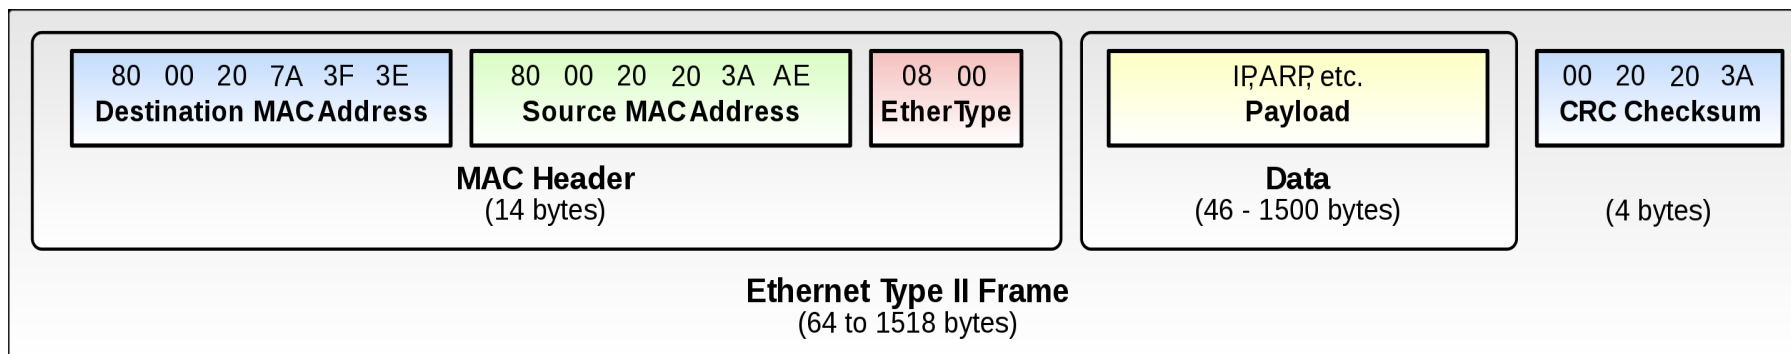 80 00 20 7A 3F 3E
Destination MAC Address
80 00 20 20 3A AE
Source MAC Address
08 00
EtherType
MAC Header
(14 bytes)
IP, ARP, etc.
Payload
Data
(46 - 1500 bytes)
00 20 20 3A
CRC Checksum
(4 bytes)
Ethernet Type II Frame
(64 to 1518 bytes)